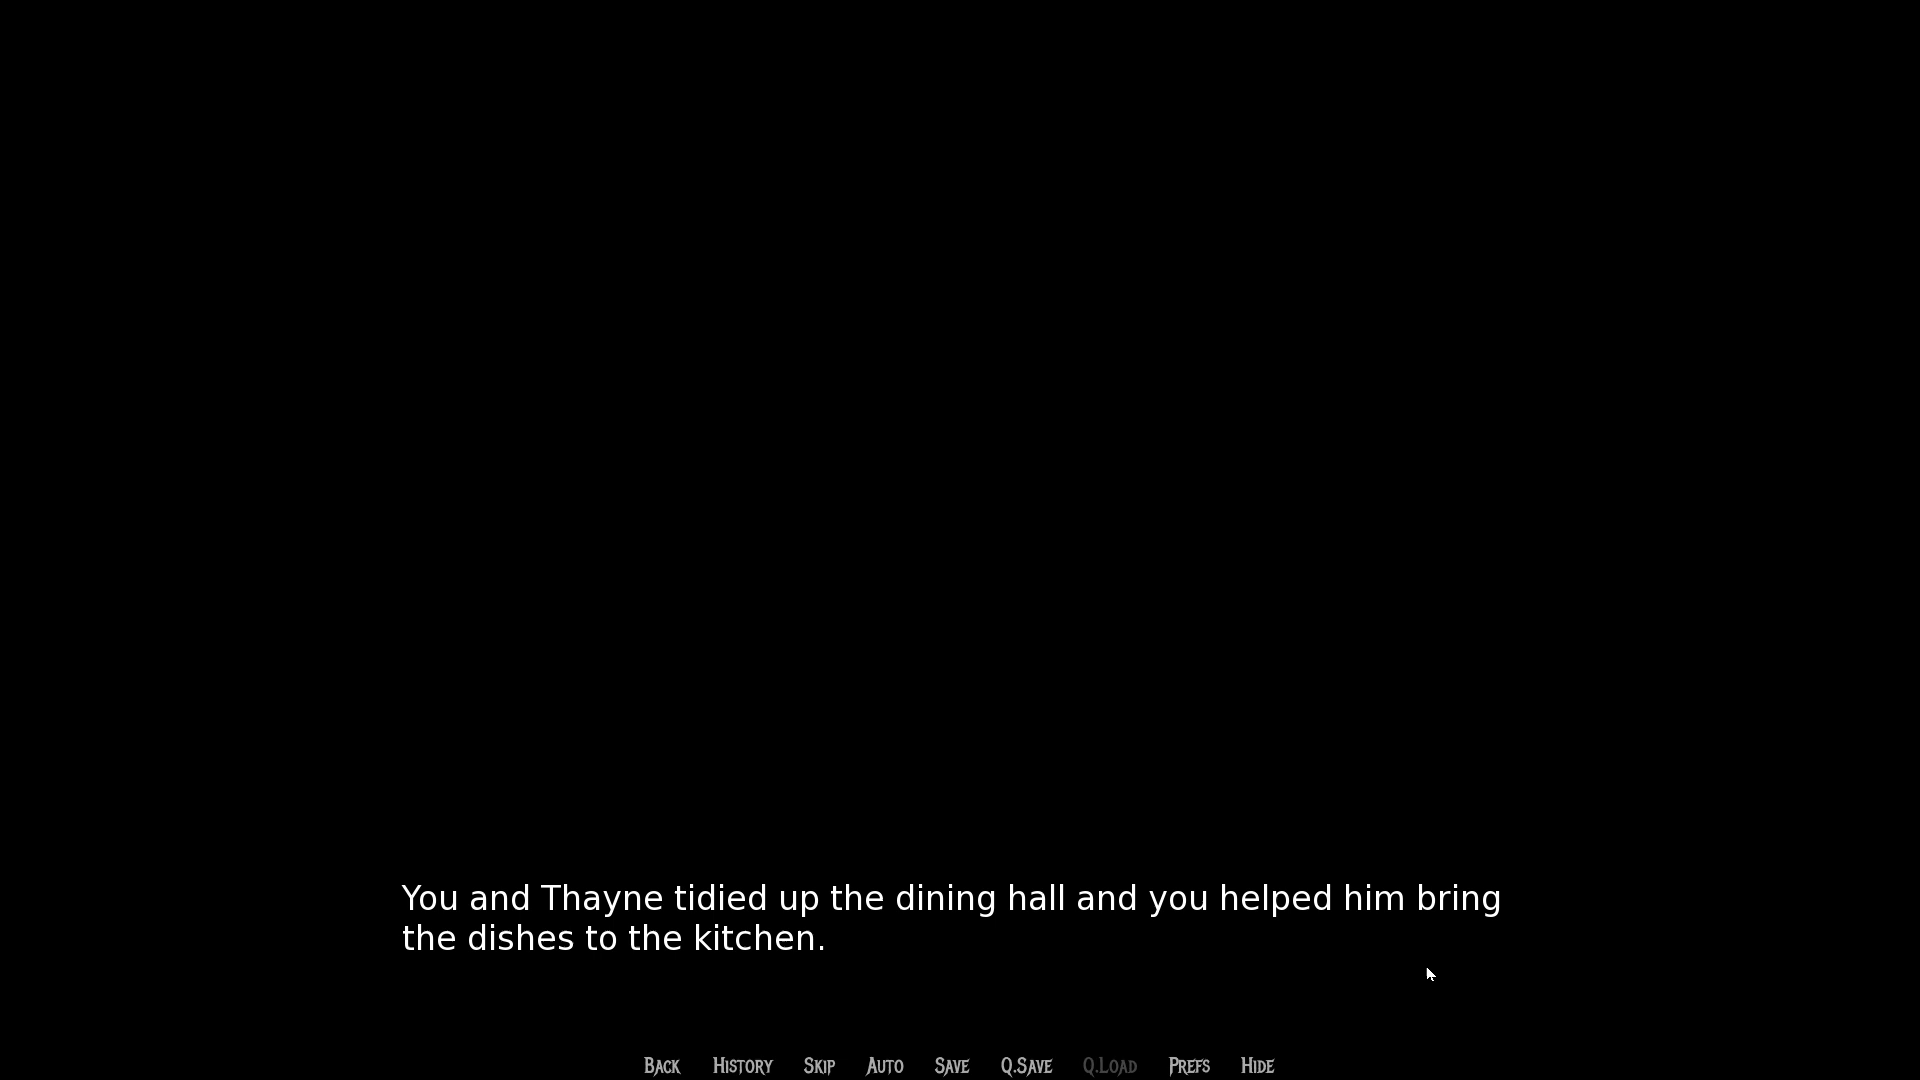 You and Thayne tidied up the dining hall and you helped him bring
the dishes to the kitchen.
Back History Skip Auto Save Q.Save Q.Load Prefs Hide